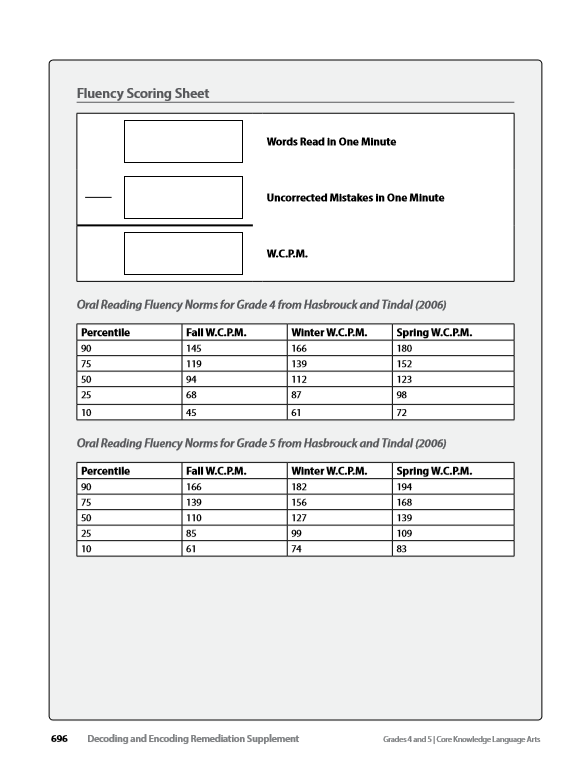 Fluency Scoring Sheet
Words Read in One Minute
Uncorrected Mistakes in One Minute
W.C.P.M.
Oral Reading Fluency Norms for Grade 4 from Hasbrouck and Tindal (2006)
Percentile Fall W.C.P.M. Winter W.C.P.M. Spring W.C.P.M.
90 145 166 180
75 119 139 152
50 94 112 123
25 68 87 98
10 45 61 72
Oral Reading Fluency Norms for Grade 5 from Hasbrouck and Tindal (2006)
Percentile Fall W.C.P.M. Winter W.C.P.M. Spring W.C.P.M.
90 166 182 194
75 139 156 168
50 110 127 139
25 85 99 109
10 61 74 83
696 Decoding and Encoding Remediation Supplement Grades 4 and 5 | Core Knowledge Language Arts